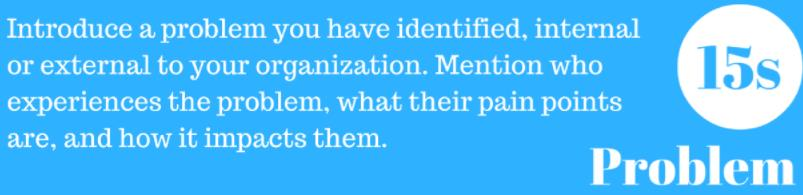 Introduce a problem you have identified, internal
or external to your organization. Mention who
experiences the problem, what their pain points
are, and how it impacts them.
15s
Problem